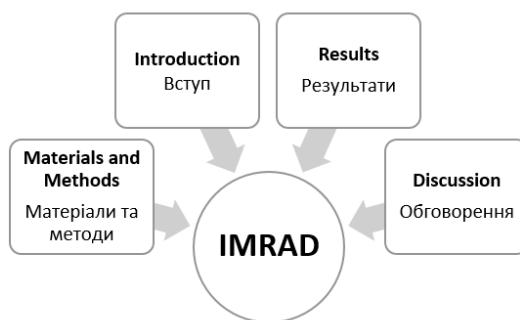 Introduction
Вступ
Results
Результати
Materials and
Methods
Матеріали та
методи
Discussion
Обговорення
IMRAD